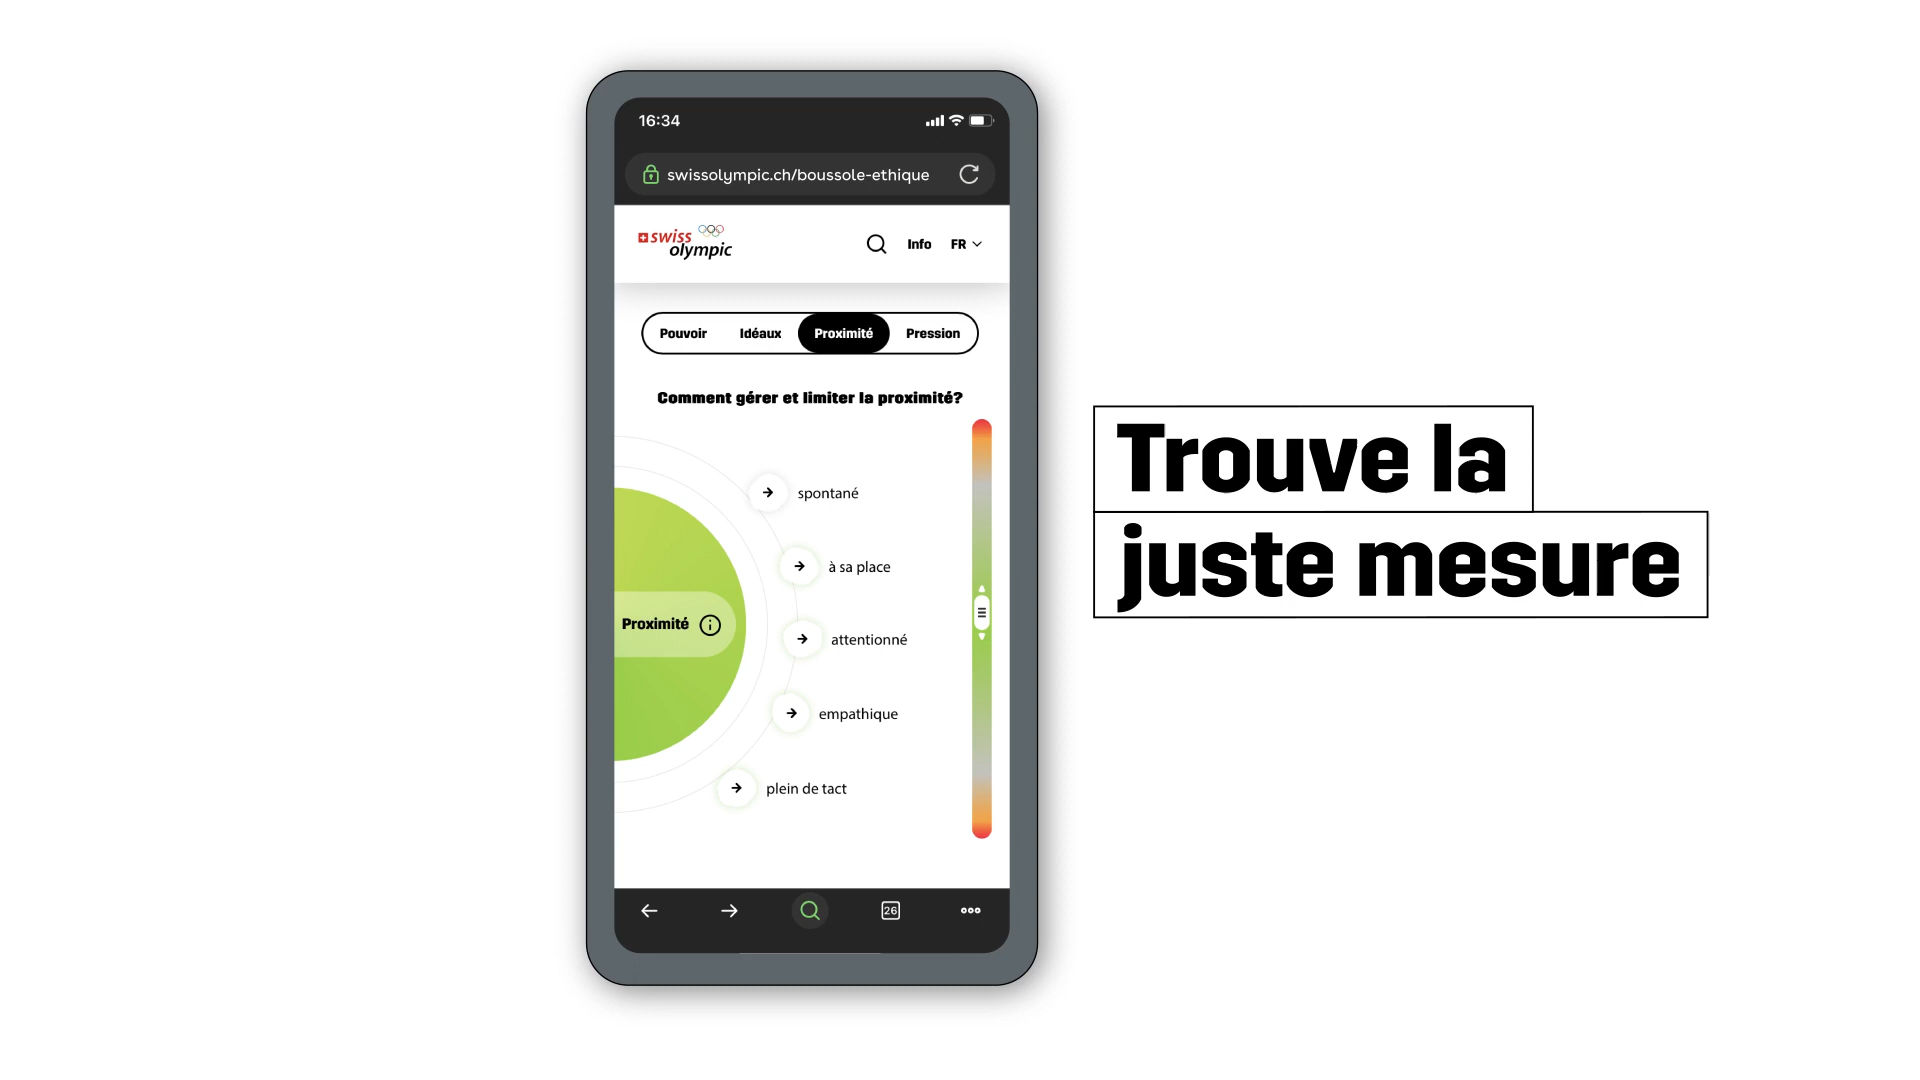 16:34
swissolympic.ch/boussole-ethique
swiss
olympic
Info
FR
Pouvoir
Idéaux
Proximité
Pression
Comment gérer et limiter la proximité?
spontané
à sa place
attentionné
Proximité
empathique
plein de tact
26
Trouve la
juste mesure